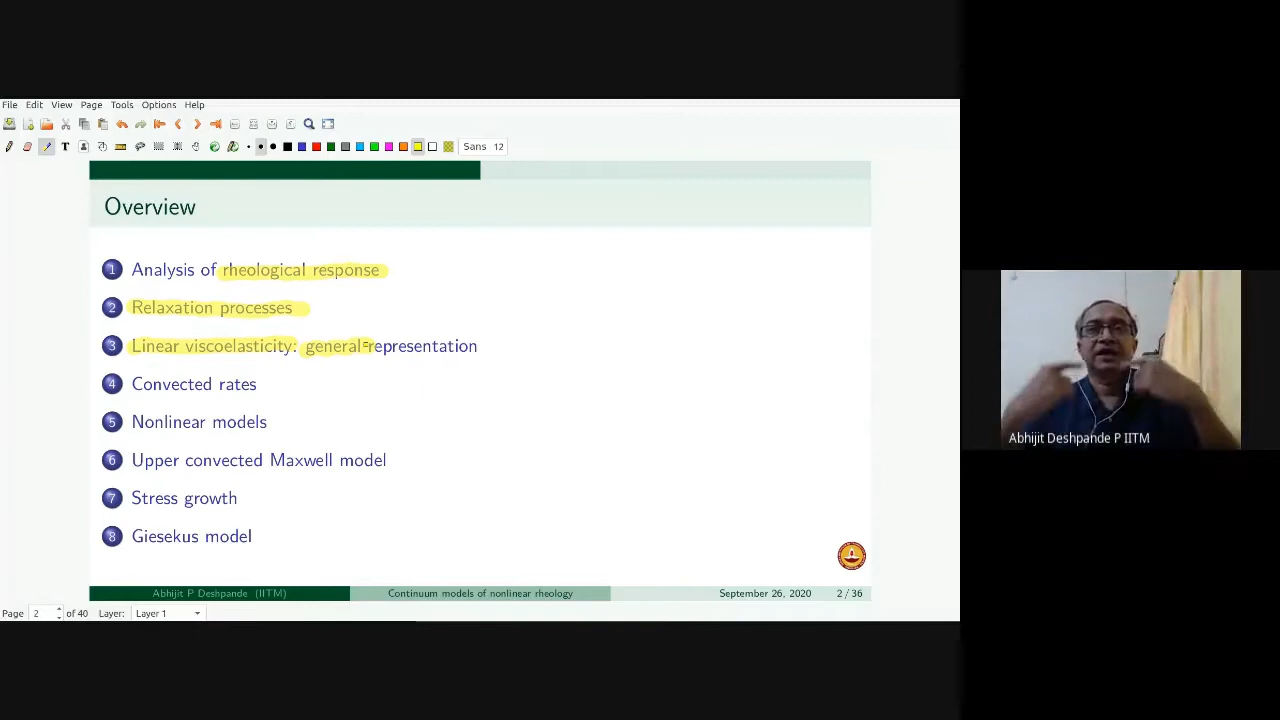 File Edit View Page Tools Options Help
Sans 12
Overview
1 Analysis of rheological response
2 Relaxation processes
3 Linear viscoelasticity: general representation
4 Convected rates
5 Nonlinear models
6 Upper convected Maxwell model
7 Stress growth
8 Giesekus model
Abhijit P Deshpande (IITM) Continuum models of nonlinear rheology September 26, 2020 2 / 36
Page 2 of 40 Layer: Layer 1
Abhijit Deshpande P IITM